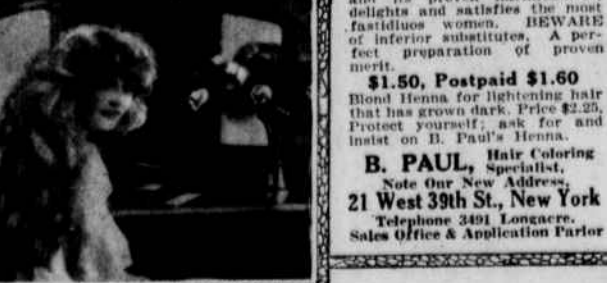 delights and satisfies the most
fastidiuos women. BEWARE
of inferior substitutes. A per-
fect preparation of proven
merit.
$1.50, Postpaid $1.60
Blond Henna for lightening hair
that has grown dark. Price $2.25.
Protect yourself; ask for and
insist on B. Paul's Henna.
B. PAUL, Hair Coloring
Specialist,
Note Our New Address,
21 West 39th St., New York
Telephone 3491 Longacre.
Sales Office & Application Parlor